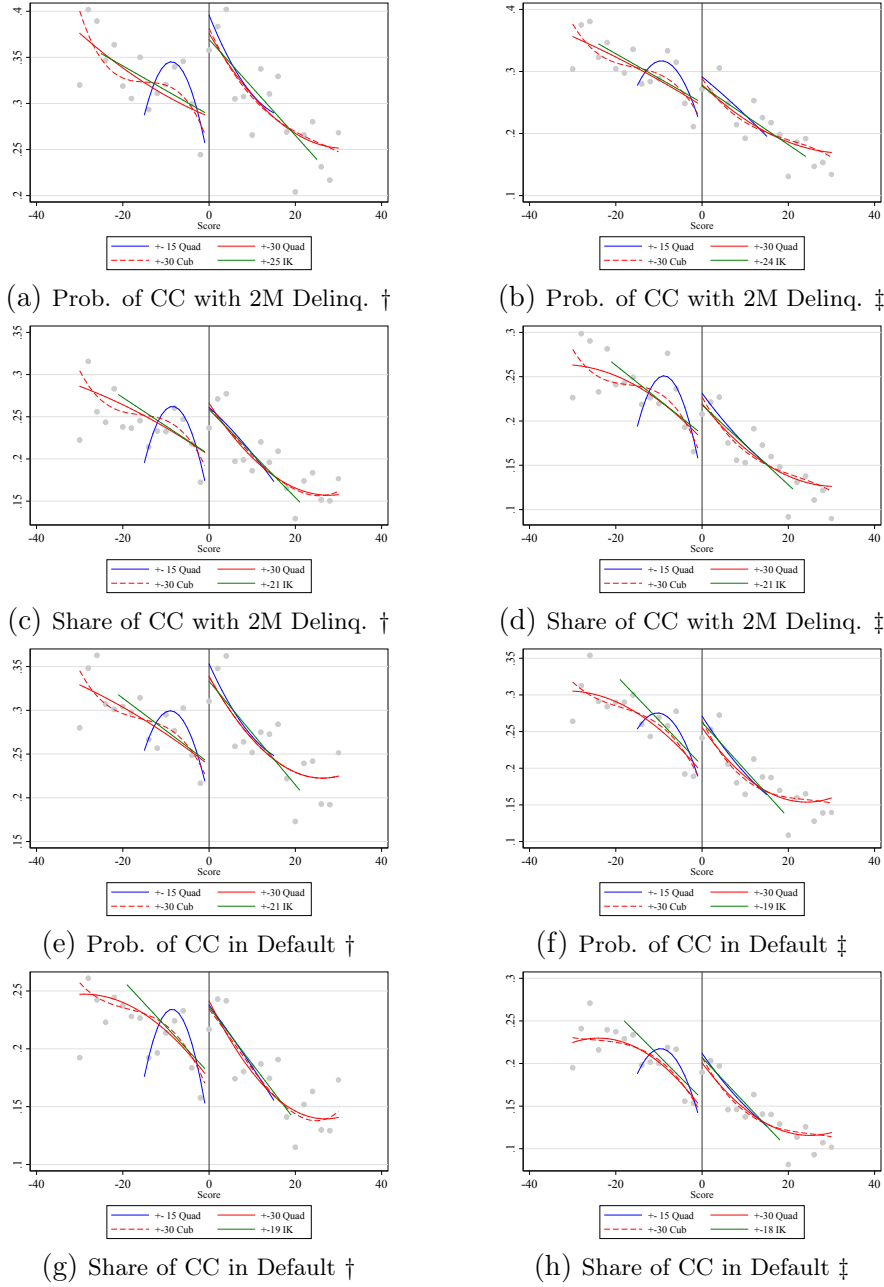 .4
.35
.3
.25
.2
-40 -20 0 20 40
Score
+- 15 Quad +-30 Quad
+-30 Cub +-25 IK
(a) Prob. of CC with 2M Delinq. †
.4
.3
.2
.1
-40 -20 0 20 40
Score
+- 15 Quad +-30 Quad
+-30 Cub +-24 IK
(b) Prob. of CC with 2M Delinq. ‡
.35
.3
.25
.2
.15
-40 -20 0 20 40
Score
+- 15 Quad +-30 Quad
+-30 Cub +-21 IK
(c) Share of CC with 2M Delinq. †
.3
.25
.2
.15
.1
-40 -20 0 20 40
Score
+- 15 Quad +-30 Quad
+-30 Cub +-21 IK
(d) Share of CC with 2M Delinq. ‡
.35
.3
.25
.2
.15
-40 -20 0 20 40
Score
+- 15 Quad +-30 Quad
+-30 Cub +-21 IK
(e) Prob. of CC in Default †
.35
.3
.25
.2
.15
.1
-40 -20 0 20 40
Score
+- 15 Quad +-30 Quad
+-30 Cub +-19 IK
(f) Prob. of CC in Default ‡
.25
.2
.15
.1
-40 -20 0 20 40
Score
+- 15 Quad +-30 Quad
+-30 Cub +-19 IK
(g) Share of CC in Default †
.3
.25
.2
.15
.1
-40 -20 0 20 40
Score
+- 15 Quad +-30 Quad
+-30 Cub +-18 IK
(h) Share of CC in Default ‡